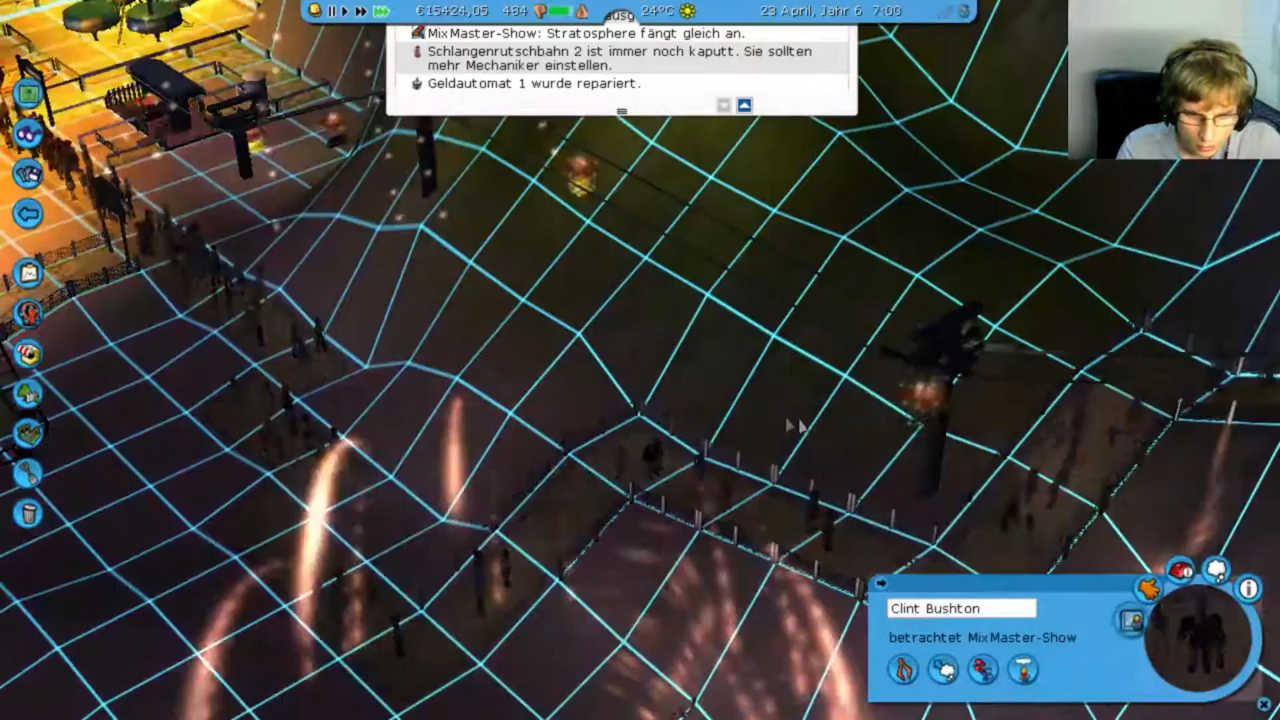 €15424,05 484 24°C 23 April, Jahr 6 7:00
MixMaster-Show: Stratosphere fängt gleich an.
Schlangenrutschbahn 2 ist immer noch kaputt. Sie sollten
mehr Mechaniker einstellen.
Geldautomat 1 wurde repariert.
Clint Bushton
betrachtet MixMaster-Show